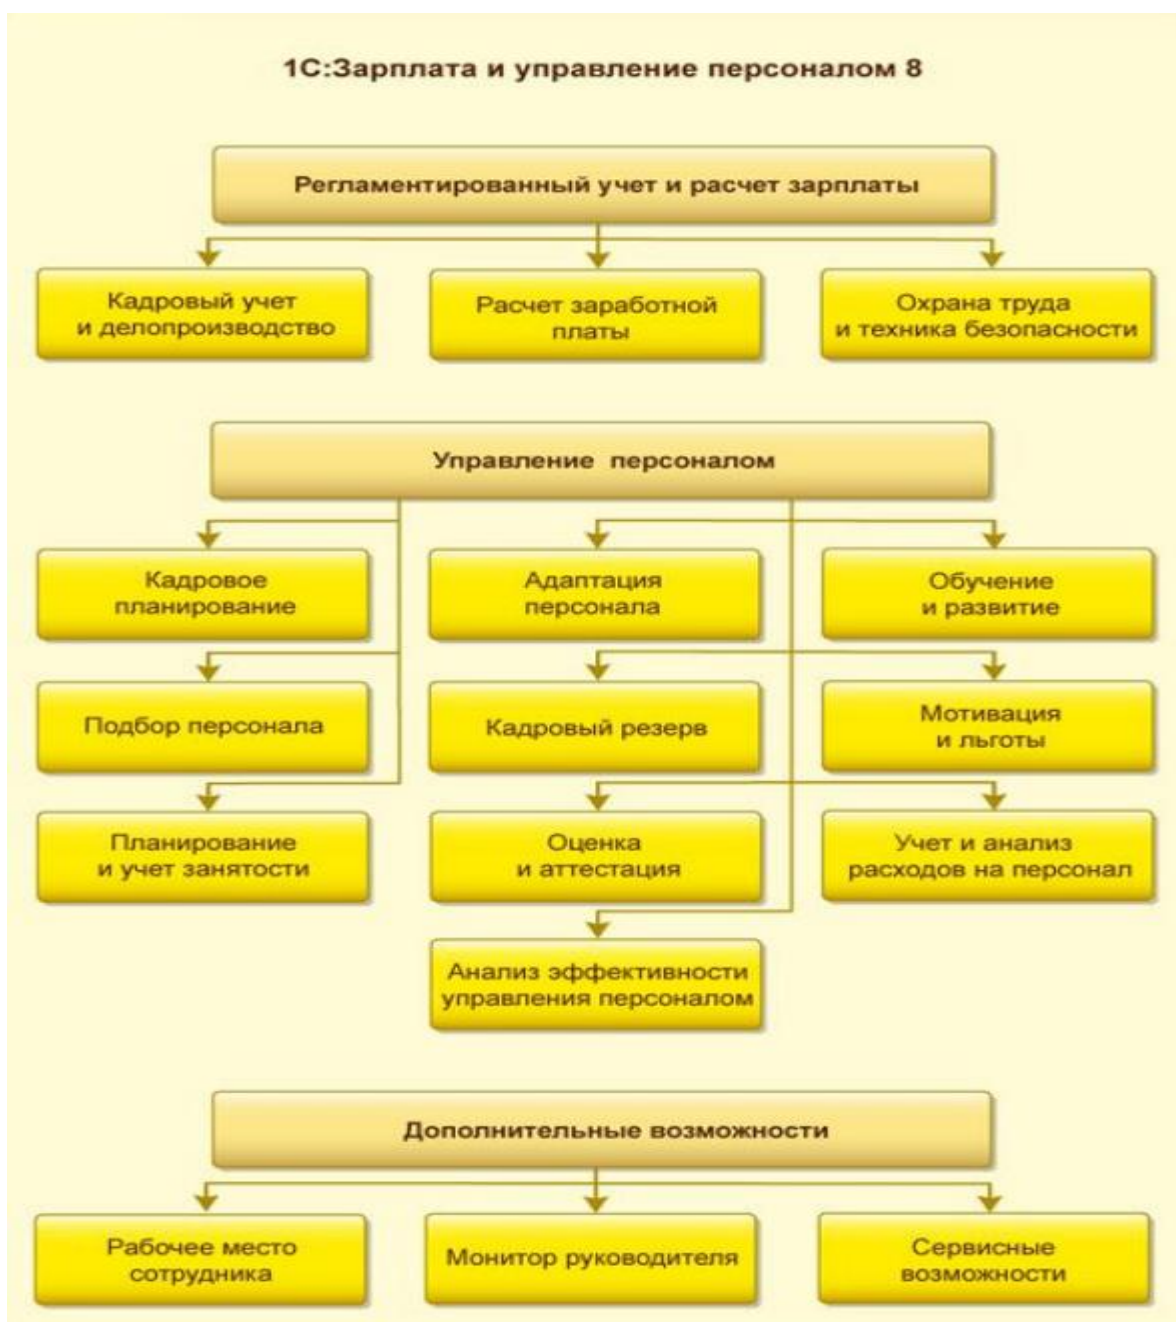 1С:Зарплата и управление персоналом 8
Регламентированный учет и расчет зарплаты
Кадровый учет
и делопроизводство
Расчет заработной
платы
Охрана труда
и техника безопасности
Управление персоналом
Кадровое
планирование
Адаптация
персонала
Обучение
и развитие
Подбор персонала
Кадровый резерв
Мотивация
и льготы
Планирование
и учет занятости
Оценка
и аттестация
Учет и анализ
расходов на персонал
Анализ эффективности
управления персоналом
Дополнительные возможности
Рабочее место
сотрудника
Монитор руководителя
Сервисные
возможности